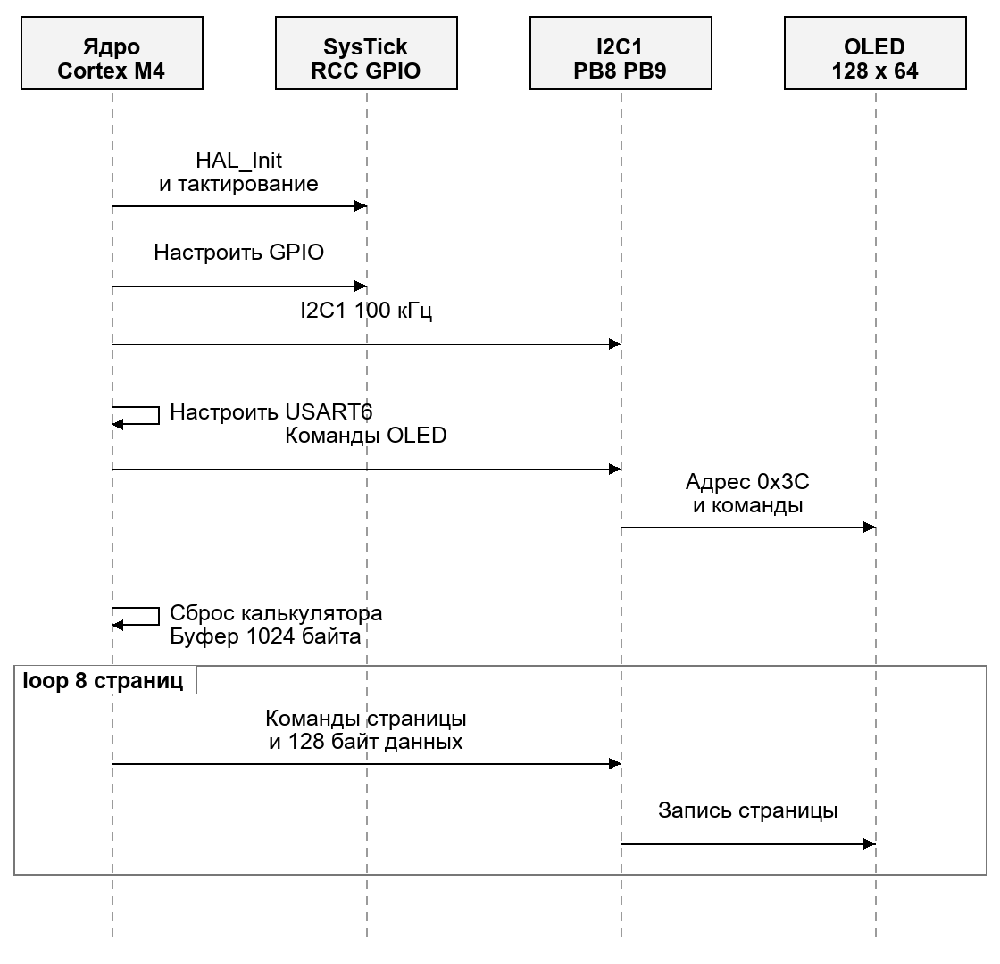 Ядро
Cortex M4
SysTick
RCC GPIO
I2C1
PB8 PB9
OLED
128 x 64
HAL_Init
и тактирование
Настроить GPIO
I2C1 100 кГц
Настроить USART6
Команды OLED
Адрес 0x3C
и команды
Сброс калькулятора
Буфер 1024 байта
loop 8 страниц
Команды страницы
и 128 байт данных
Запись страницы